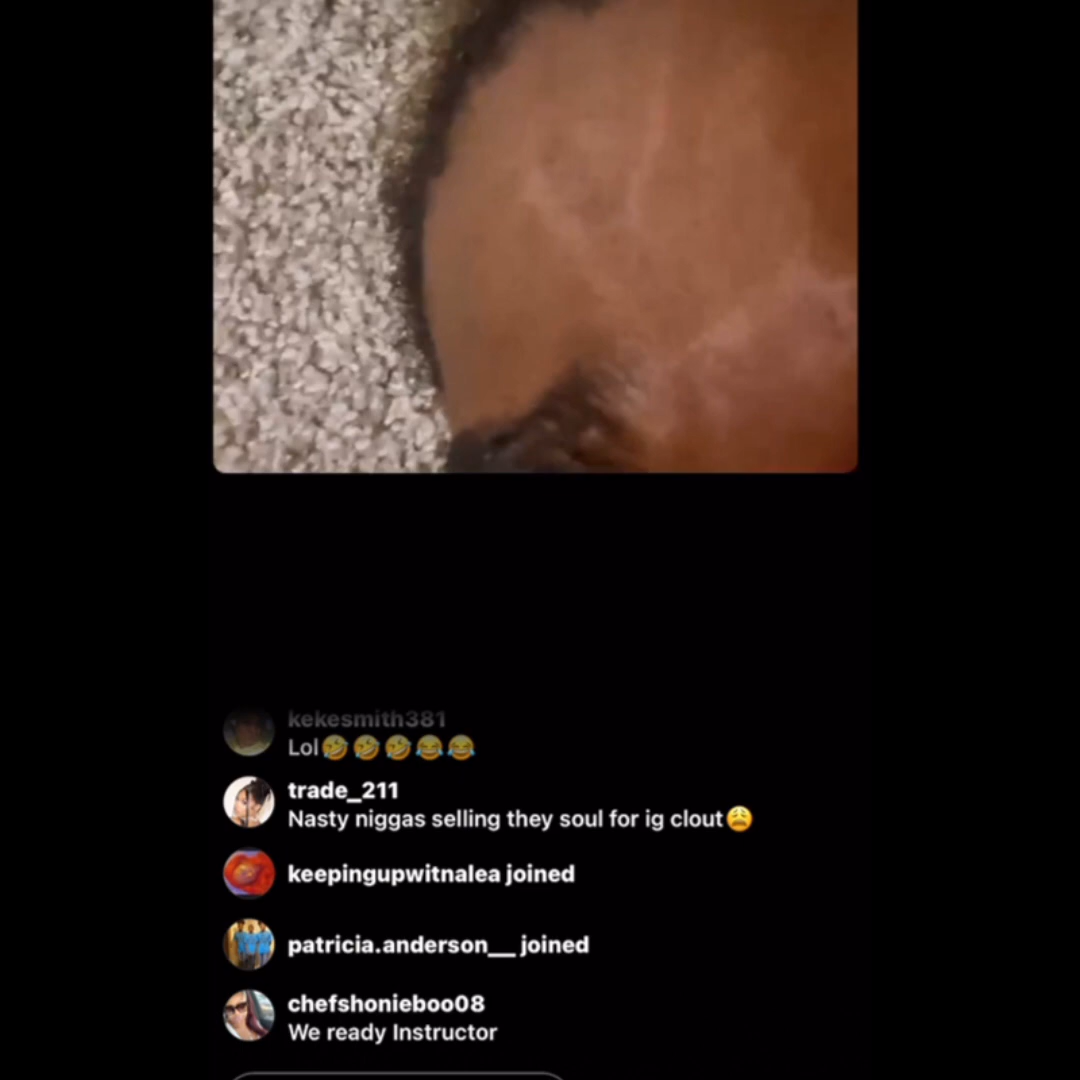 kekesmith381
Lol🤣🤣🤣😂😂
trade_211
Nasty niggas selling they soul for ig clout😩
keepingupwitnalea joined
patricia.anderson__ joined
chefshonieboo08
We ready Instructor